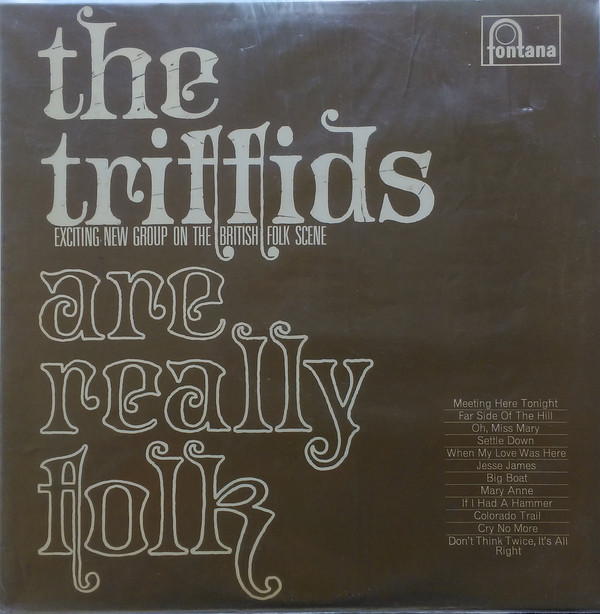 the
fontana
triffids
EXCITING NEW GROUP ON THE BRITISH FOLK SCENE
are
really
folk
Meeting Here Tonight
Far Side Of The Hill
Oh, Miss Mary
Settle Down
When My Love Was Here
Jesse James
Big Boat
Mary Anne
If I Had A Hammer
Colorado Trail
Cry No More
Don't Think Twice, It's All
Right